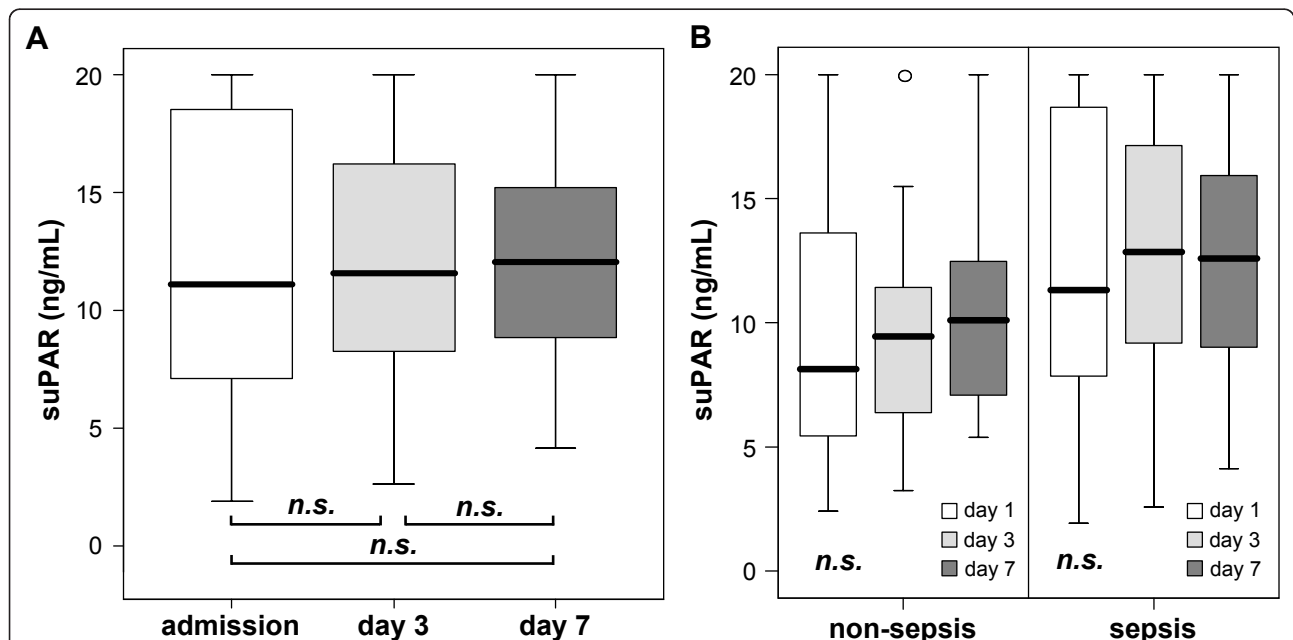 A
suPAR (ng/mL)
20
15
10
5
0
n.s.
n.s.
n.s.
admission
day 3
day 7
B
suPAR (ng/mL)
20
15
10
5
0
n.s.
day 1
day 3
day 7
n.s.
day 1
day 3
day 7
non-sepsis
sepsis